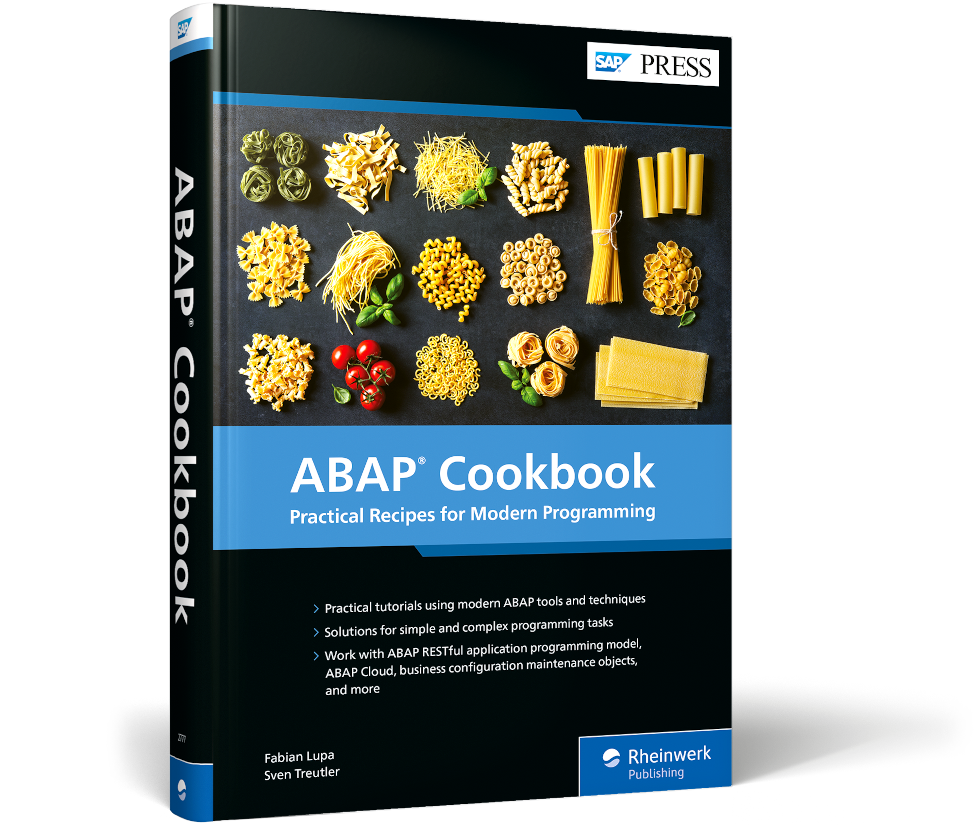 SAP
ABAP® Cookbook
2777
SAP PRESS
ABAP® Cookbook
Practical Recipes for Modern Programming
Practical tutorials using modern ABAP tools and techniques
Solutions for simple and complex programming tasks
Work with ABAP RESTful application programming model,
ABAP Cloud, business configuration maintenance objects,
and more
Fabian Lupa
Sven Treutler
Rheinwerk
Publishing